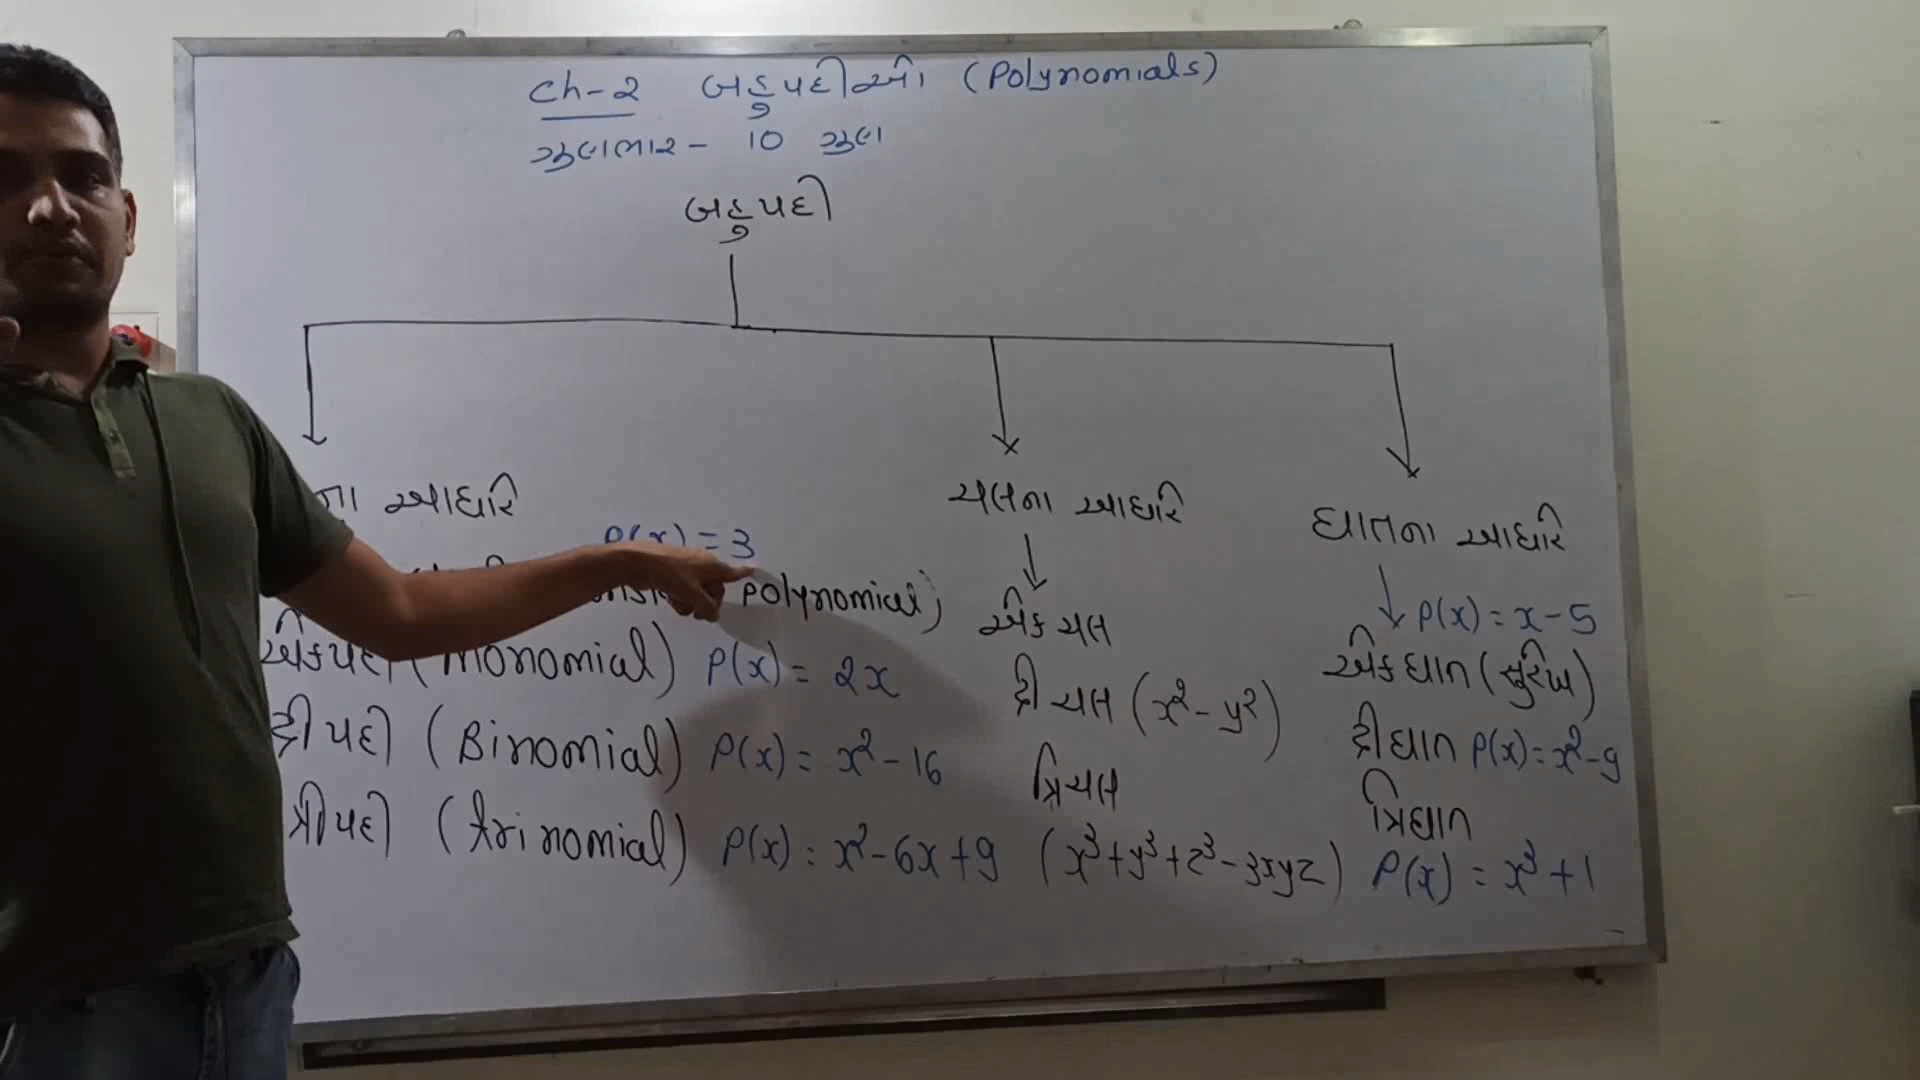 Ch-2 બહુપદીઓ (Polynomials)
ગુણભાર - 10 ગુણ
બહુપદી
ના આધારે
P(x) = 3
polynomial)
એકપદી (Monomial) P(x) = 2x
દ્વીપદી (Binomial) P(x) = x² - 16
ત્રીપદી (trinomial) P(x) = x² - 6x + 9
ચલના આધારે
એક ચલ
દ્વી ચલ (x² - y²)
ત્રિચલ
(x³ + y³ + z³ - 3xyz)
ઘાતના આધારે
P(x) = x - 5
એકઘાત (સુરેખ)
દ્વીઘાત P(x) = x² - 9
ત્રિઘાત
P(x) = x³ + 1